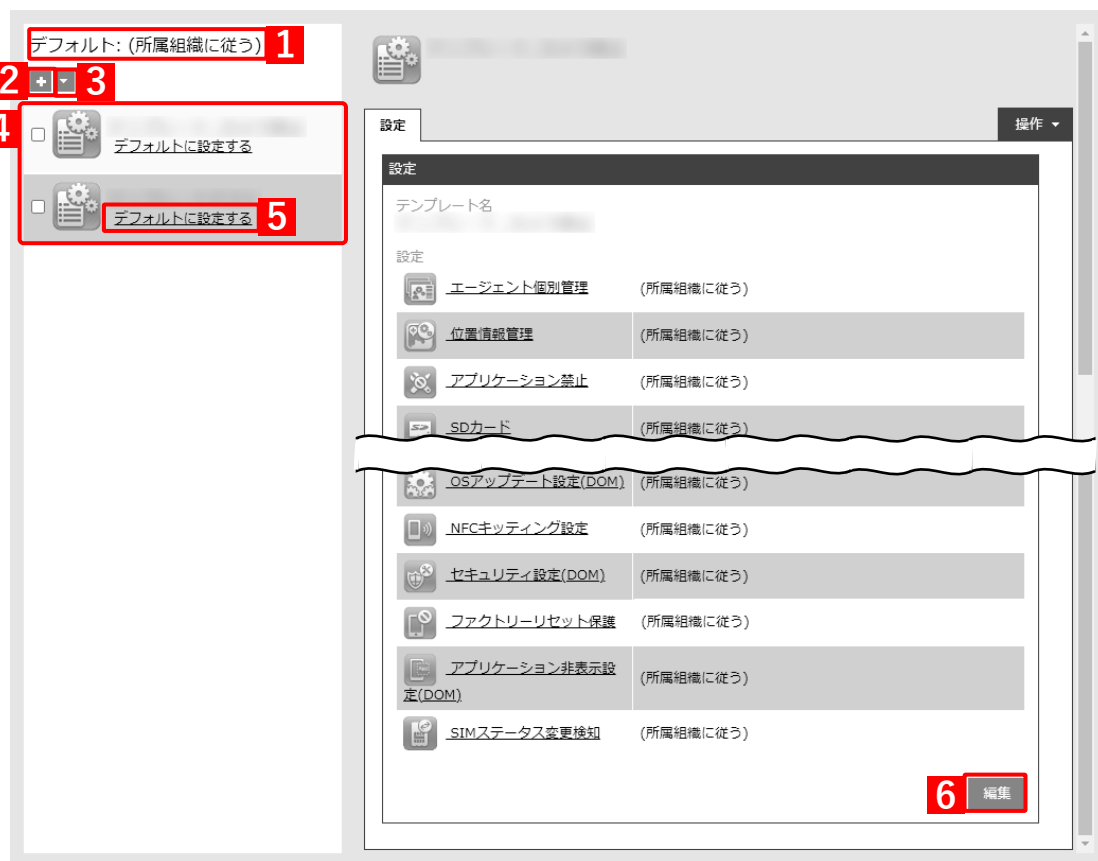 デフォルト: (所属組織に従う) 1
2 + 3
4
デフォルトに設定する
デフォルトに設定する 5
設定
操作
設定
テンプレート名
設定
エージェント個別管理 (所属組織に従う)
位置情報管理 (所属組織に従う)
アプリケーション禁止 (所属組織に従う)
SDカード (所属組織に従う)
OSアップデート設定(DOM) (所属組織に従う)
NFCキッティング設定 (所属組織に従う)
セキュリティ設定(DOM) (所属組織に従う)
ファクトリーリセット保護 (所属組織に従う)
アプリケーション非表示設
定(DOM) (所属組織に従う)
SIMステータス変更検知 (所属組織に従う)
6 編集